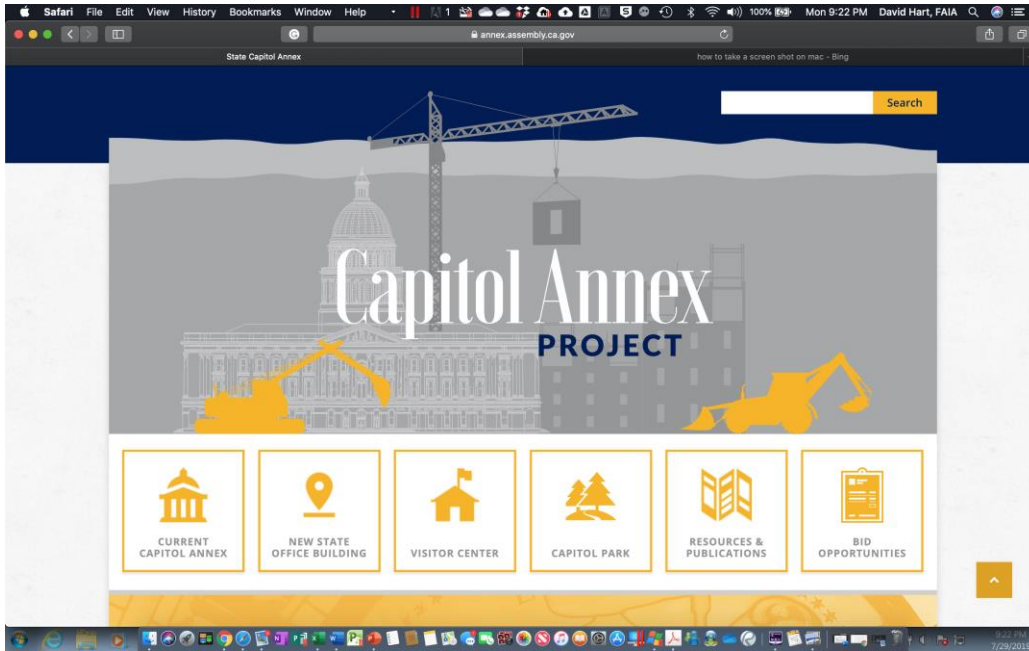 Safari File Edit View History Bookmarks Window Help 1 100% Mon 9:22 PM David Hart, FAIA
annex.assembly.ca.gov
State Capitol Annex
how to take a screen shot on mac - Bing
Search
Capitol Annex
PROJECT
CURRENT
CAPITOL ANNEX
NEW STATE
OFFICE BUILDING
VISITOR CENTER
CAPITOL PARK
RESOURCES &
PUBLICATIONS
BID
OPPORTUNITIES
9:22 PM